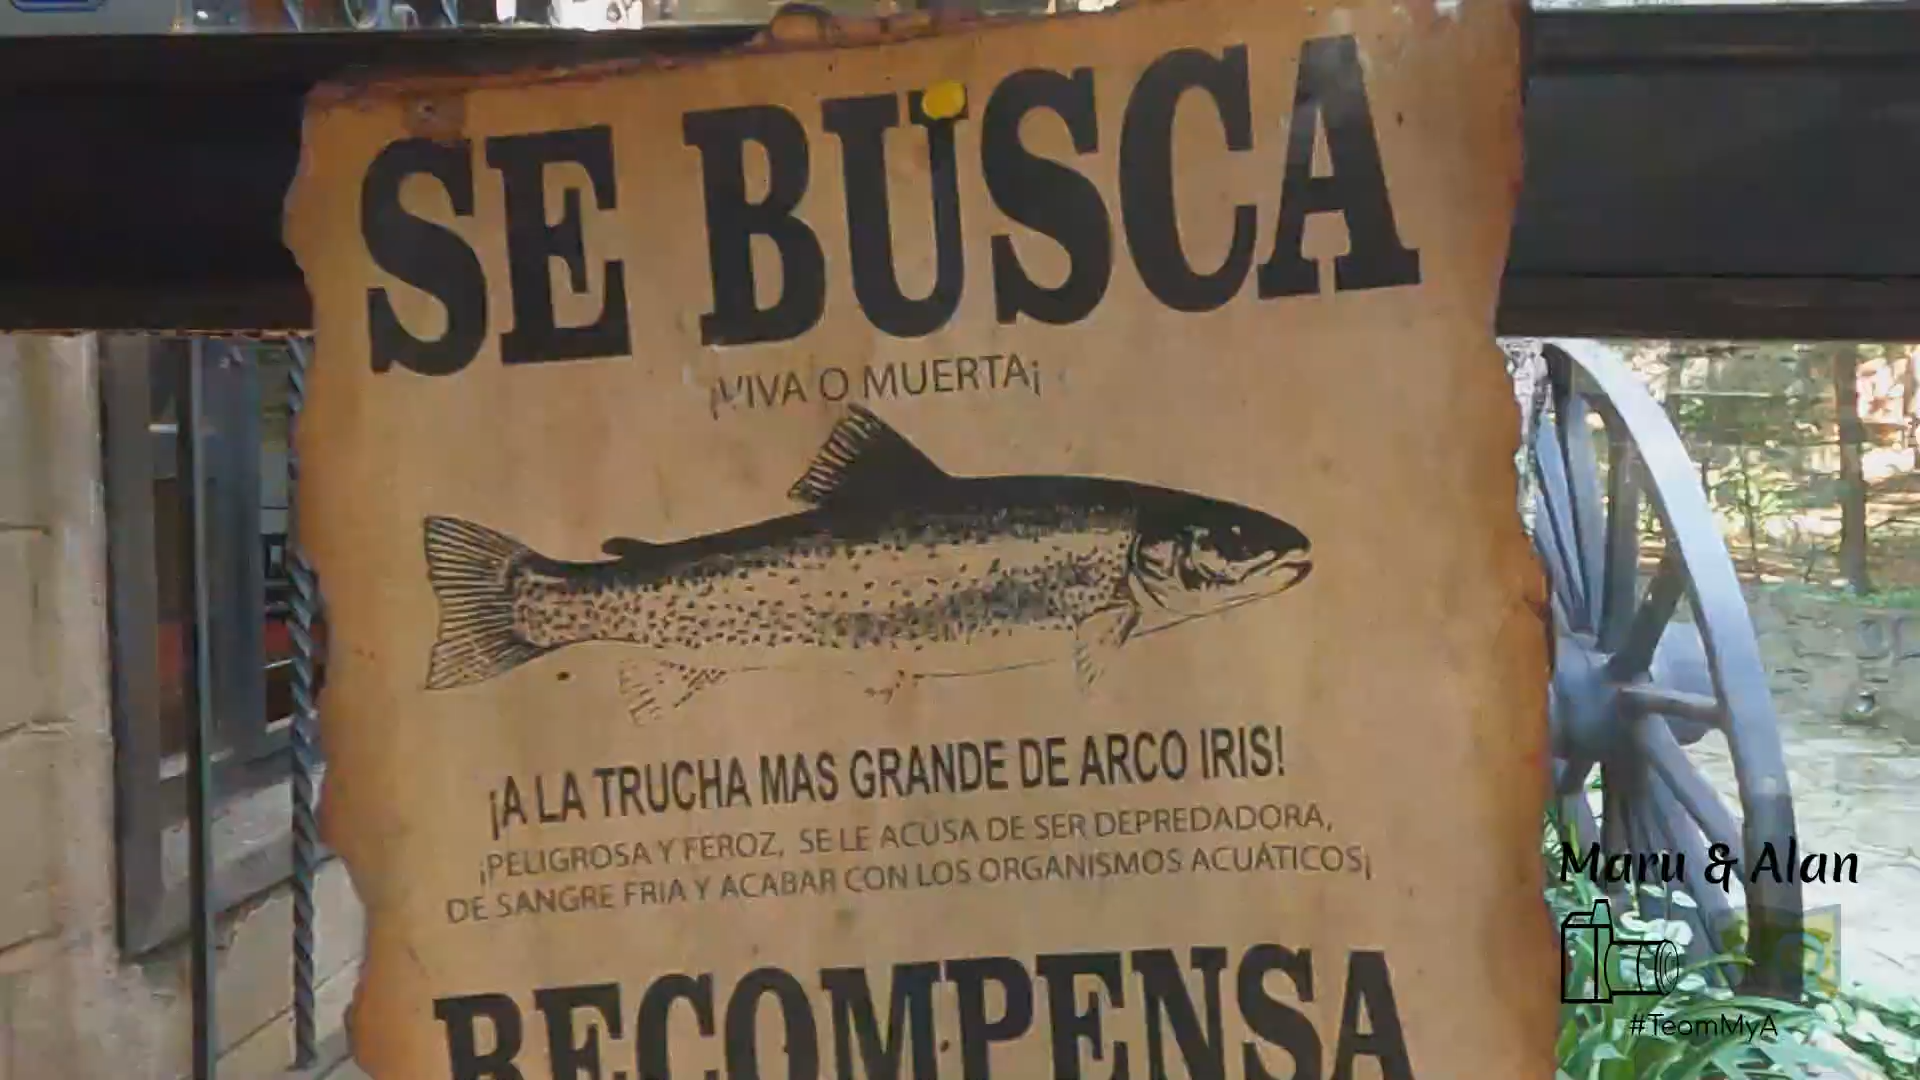 SE BUSCA
¡VIVA O MUERTA¡
¡A LA TRUCHA MAS GRANDE DE ARCO IRIS!
¡PELIGROSA Y FEROZ, SE LE ACUSA DE SER DEPREDADORA,
DE SANGRE FRIA Y ACABAR CON LOS ORGANISMOS ACUÁTICOS¡
RECOMPENSA
Maru & Alan
#TeamMyA